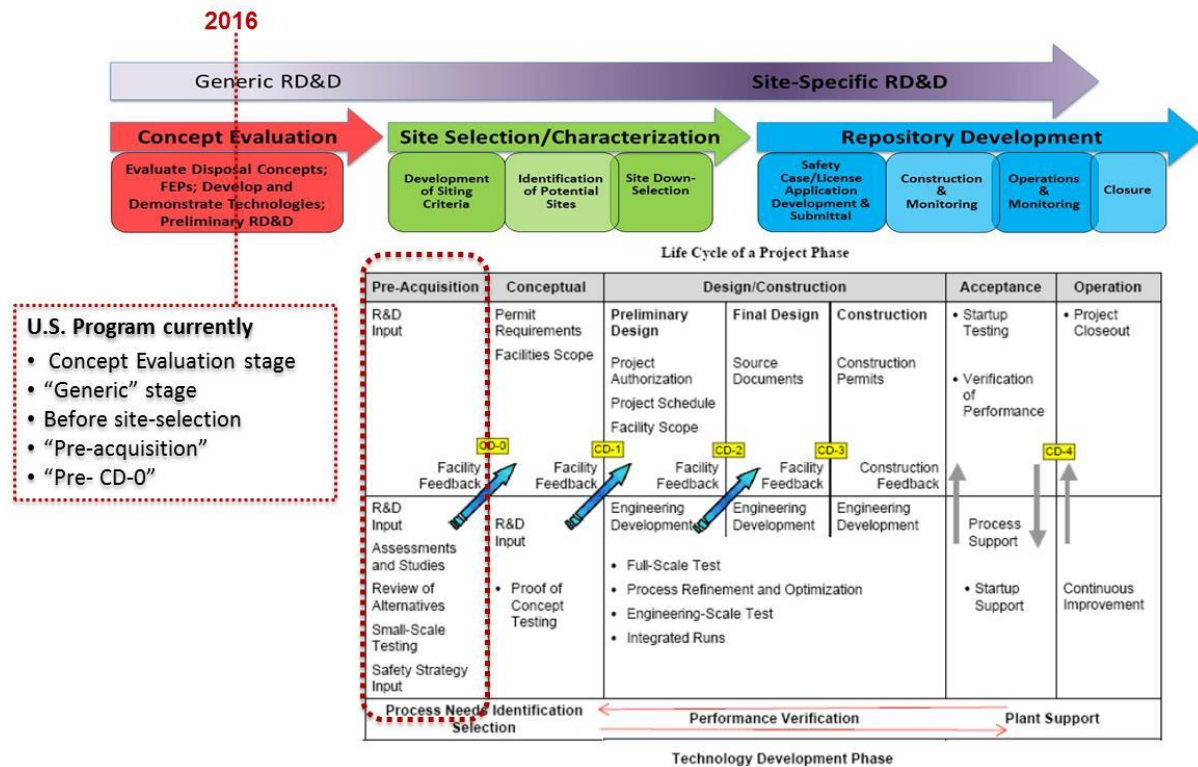 2016
Generic RD&D
Site-Specific RD&D
Concept Evaluation
Site Selection/Characterization
Repository Development
Evaluate Disposal Concepts;
FEPs; Develop and
Demonstrate Technologies;
Preliminary RD&D
Development
of Siting
Criteria
Identification
of Potential
Sites
Site Down-
Selection
Safety
Case/License
Application
Development &
Submittal
Construction
&
Monitoring
Operations
&
Monitoring
Closure
U.S. Program currently
• Concept Evaluation stage
• “Generic” stage
• Before site-selection
• “Pre-acquisition”
• “Pre- CD-0”
Life Cycle of a Project Phase
Pre-Acquisition
Conceptual
Design/Construction
Acceptance
Operation
R&D
Input
Permit
Requirements
Facilities Scope
Preliminary
Design
Project
Authorization
Project Schedule
Facility Scope
Final Design
Source
Documents
Construction
Construction
Permits
• Startup
Testing
• Verification
of
Performance
• Project
Closeout
CD-0
CD-1
CD-2
CD-3
CD-4
Facility
Feedback
Facility
Feedback
Facility
Feedback
Facility
Feedback
Construction
Feedback
R&D
Input
Assessments
and Studies
Review of
Alternatives
Small-Scale
Testing
Safety Strategy
Input
R&D
Input
• Proof of
Concept
Testing
Engineering
Development
Engineering
Development
Engineering
Development
• Full-Scale Test
• Process Refinement and Optimization
• Engineering-Scale Test
• Integrated Runs
Process
Support
• Startup
Support
Continuous
Improvement
Process Needs Identification
Selection
Performance Verification
Plant Support
Technology Development Phase